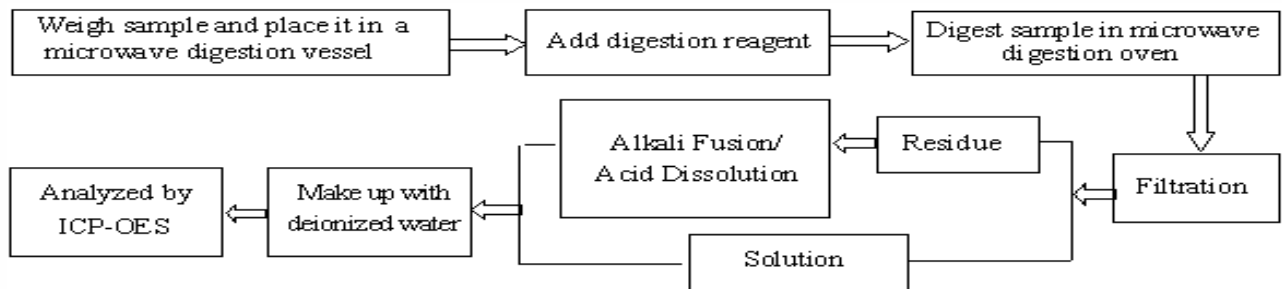 Weigh sample and place it in a
microwave digestion vessel
Add digestion reagent
Digest sample in microwave
digestion oven
Filtration
Residue
Alkali Fusion/
Acid Dissolution
Solution
Make up with
deionized water
Analyzed by
ICP-OES